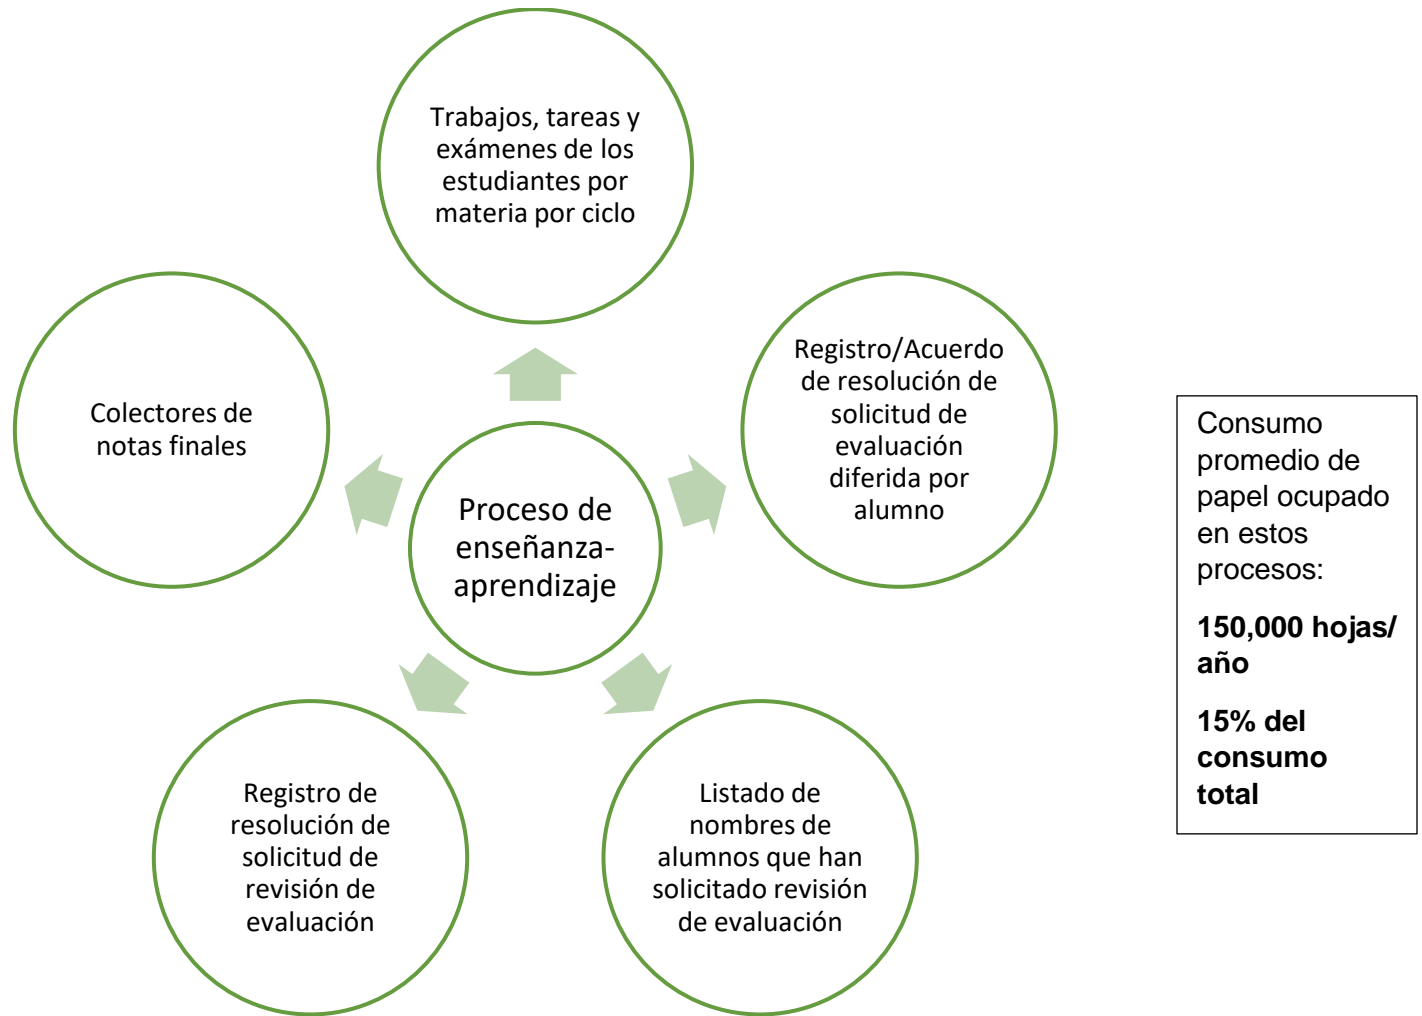 Trabajos, tareas y
exámenes de los
estudiantes por
materia por ciclo
Registro/Acuerdo
de resolución de
solicitud de
evaluación
diferida por
alumno
Colectores de
notas finales
Proceso de
enseñanza-
aprendizaje
Registro de
resolución de
solicitud de
revisión de
evaluación
Listado de
nombres de
alumnos que han
solicitado revisión
de evaluación
Consumo
promedio de
papel ocupado
en estos
procesos:
150,000 hojas/
año
15% del
consumo
total